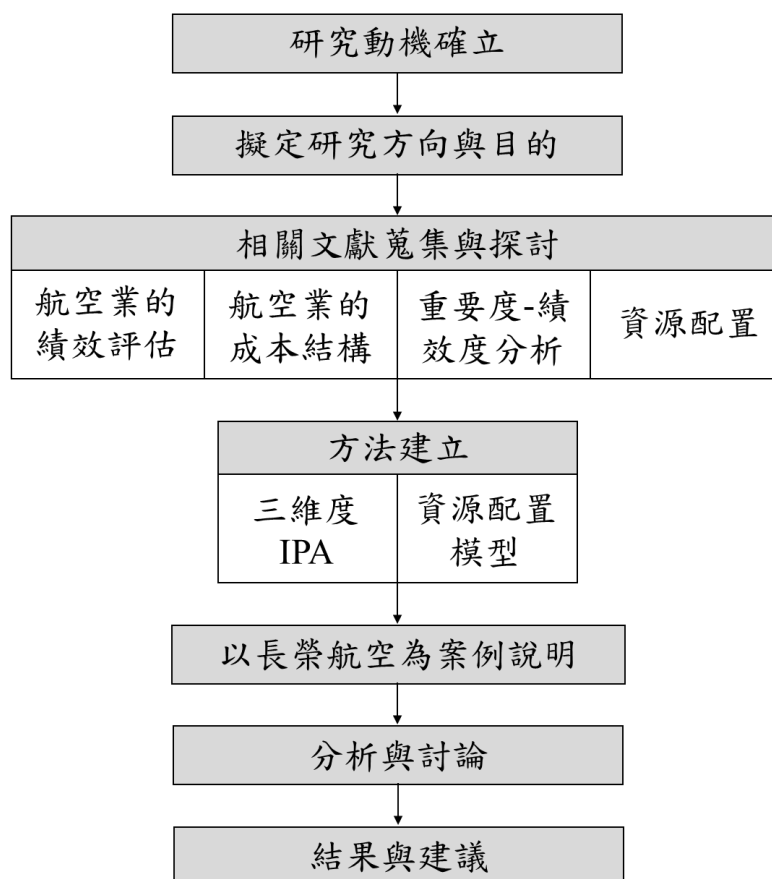 研究動機確立
擬定研究方向與目的
相關文獻蒐集與探討
航空業的
績效評估
航空業的
成本結構
重要度-績
效度分析
資源配置
方法建立
三維度
IPA
資源配置
模型
以長榮航空為案例說明
分析與討論
結果與建議